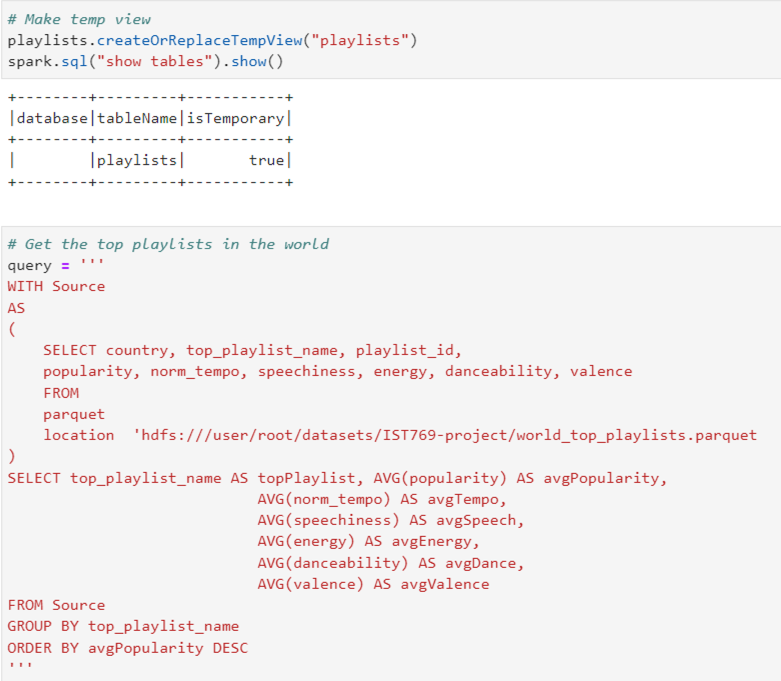 # Make temp view
playlists.createOrReplaceTempView("playlists")
spark.sql("show tables").show()
+--------+---------+-----------+
|database|tableName|isTemporary|
+--------+---------+-----------+
|        |playlists|       true|
+--------+---------+-----------+
# Get the top playlists in the world
query = '''
WITH Source
AS
(
    SELECT country, top_playlist_name, playlist_id,
    popularity, norm_tempo, speechiness, energy, danceability, valence
    FROM
    parquet
    location  'hdfs:///user/root/datasets/IST769-project/world_top_playlists.parquet
)
SELECT top_playlist_name AS topPlaylist, AVG(popularity) AS avgPopularity,
                            AVG(norm_tempo) AS avgTempo,
                            AVG(speechiness) AS avgSpeech,
                            AVG(energy) AS avgEnergy,
                            AVG(danceability) AS avgDance,
                            AVG(valence) AS avgValence
FROM Source
GROUP BY top_playlist_name
ORDER BY avgPopularity DESC
'''